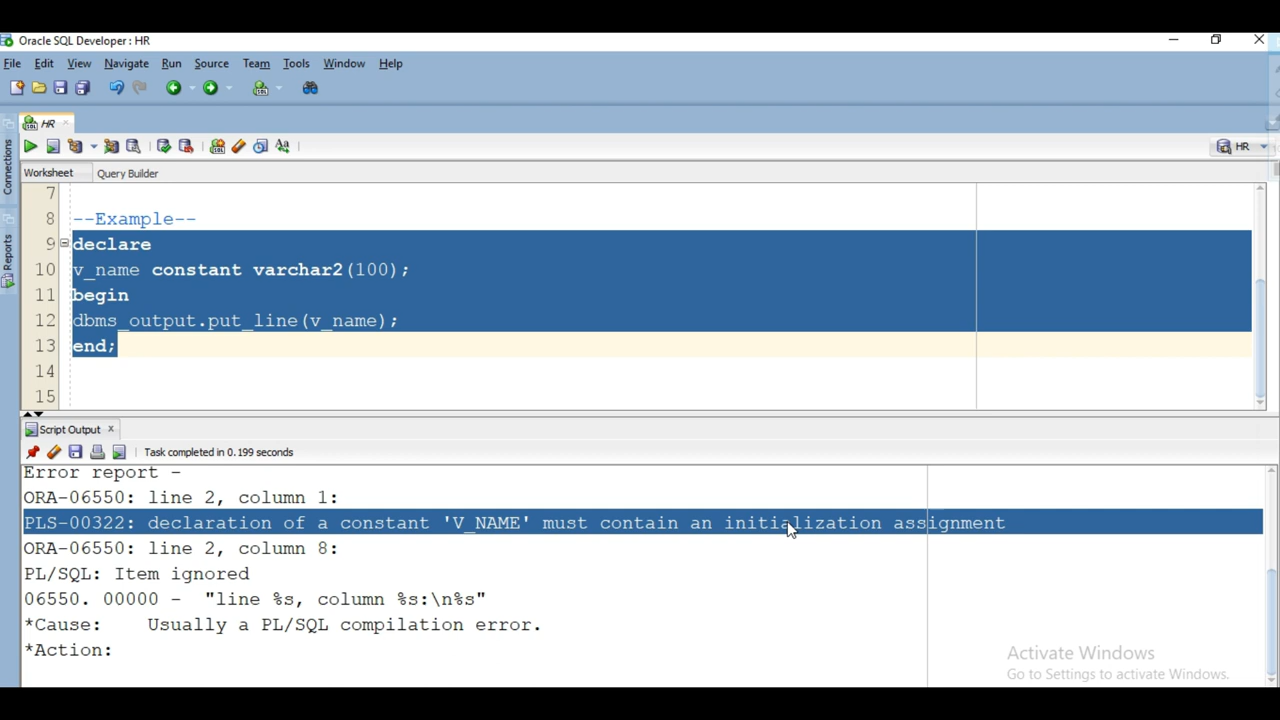 Oracle SQL Developer : HR
File Edit View Navigate Run Source Team Tools Window Help
HR
Connections
Reports
HR
Worksheet Query Builder
7
8 --Example--
9 declare
10 v_name constant varchar2(100);
11 begin
12 dbms_output.put_line(v_name);
13 end;
14
15
Script Output
Task completed in 0.199 seconds
Error report -
ORA-06550: line 2, column 1:
PLS-00322: declaration of a constant 'V_NAME' must contain an initialization assignment
ORA-06550: line 2, column 8:
PL/SQL: Item ignored
06550. 00000 - "line %s, column %s:\n%s"
*Cause: Usually a PL/SQL compilation error.
*Action:
Activate Windows
Go to Settings to activate Windows.